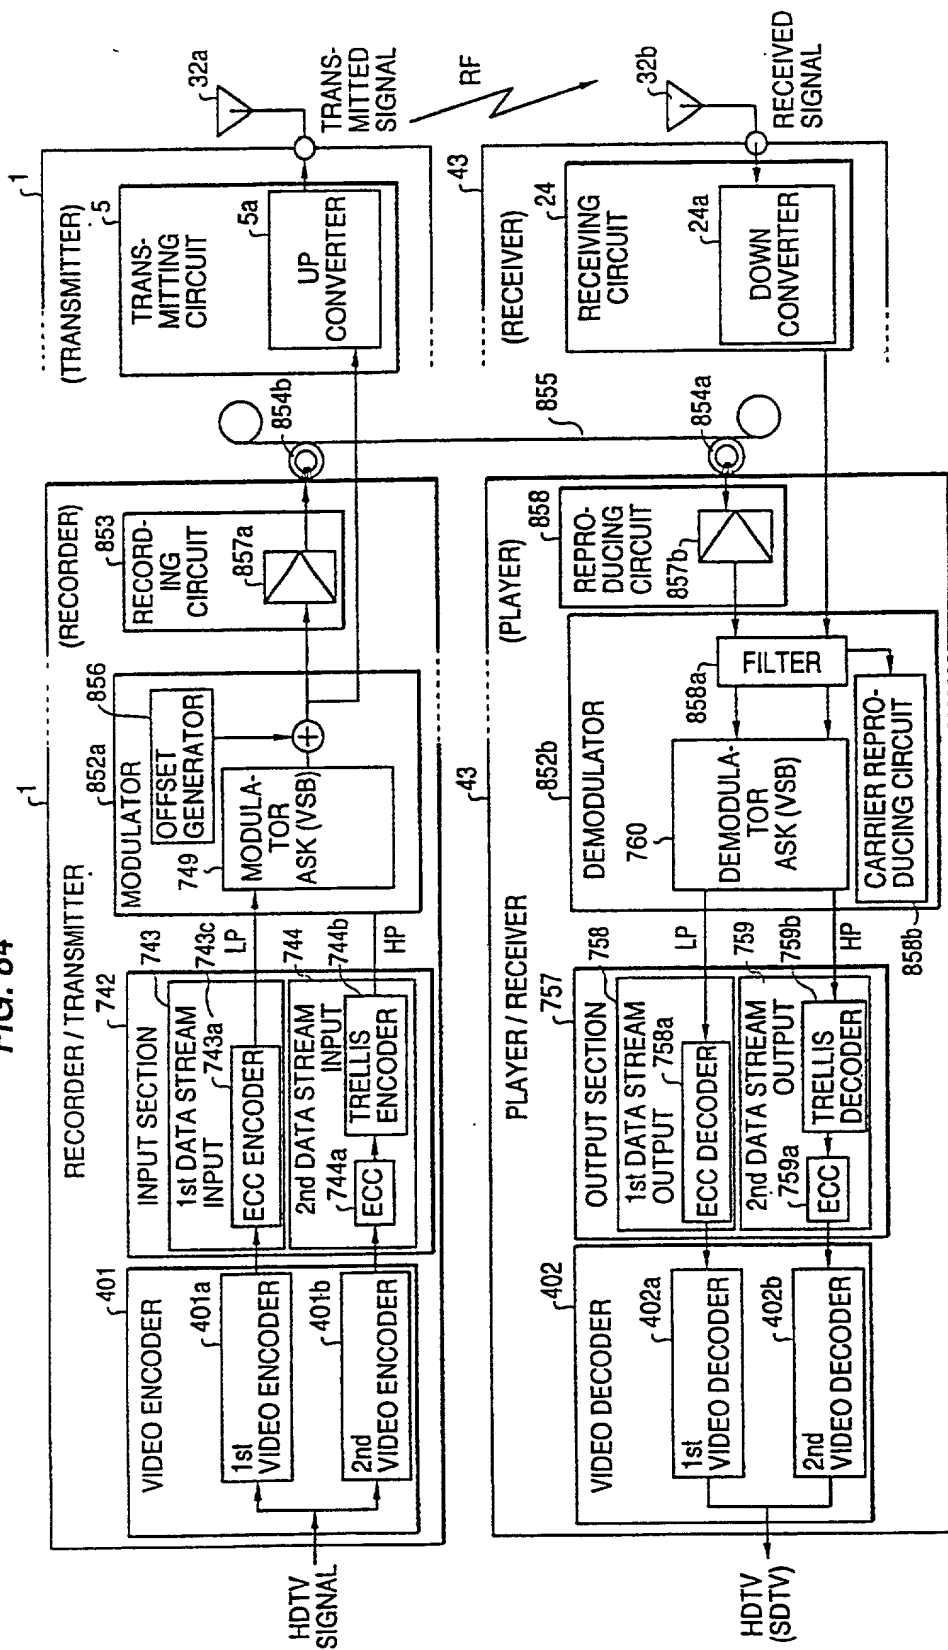 FIG. 84
RECORDER / TRANSMITTER
1
HDTV
SIGNAL
401
VIDEO ENCODER
401a
1st
VIDEO ENCODER
401b
2nd
VIDEO ENCODER
742
INPUT SECTION
743
1st DATA STREAM
INPUT
743c
743a
ECC ENCODER
744
2nd DATA STREAM
INPUT
744a
ECC
744b
TRELLIS
ENCODER
LP
HP
852a
MODULATOR
856
OFFSET
GENERATOR
749
MODULA-
TOR
ASK (VSB)
+
(RECORDER)
853
RECORD-
ING
CIRCUIT
857a
854b
855
(TRANSMITTER)
1
5
TRANS-
MITTING
CIRCUIT
5a
UP
CONVERTER
32a
TRANS-
MITTED
SIGNAL
RF
PLAYER / RECEIVER
43
HDTV
(SDTV)
402
VIDEO DECODER
402a
1st
VIDEO DECODER
402b
2nd
VIDEO DECODER
757
OUTPUT SECTION
758
1st DATA STREAM
OUTPUT
758a
ECC DECODER
759
2nd DATA STREAM
OUTPUT
759a
ECC
759b
TRELLIS
DECODER
LP
HP
852b
DEMODULATOR
760
DEMODULA-
TOR
ASK (VSB)
858a
FILTER
CARRIER REPRO-
DUCING CIRCUIT
858b
(PLAYER)
858
REPRO-
DUCING
CIRCUIT
857b
854a
(RECEIVER)
43
24
RECEIVING
CIRCUIT
24a
DOWN
CONVERTER
32b
RECEIVED
SIGNAL